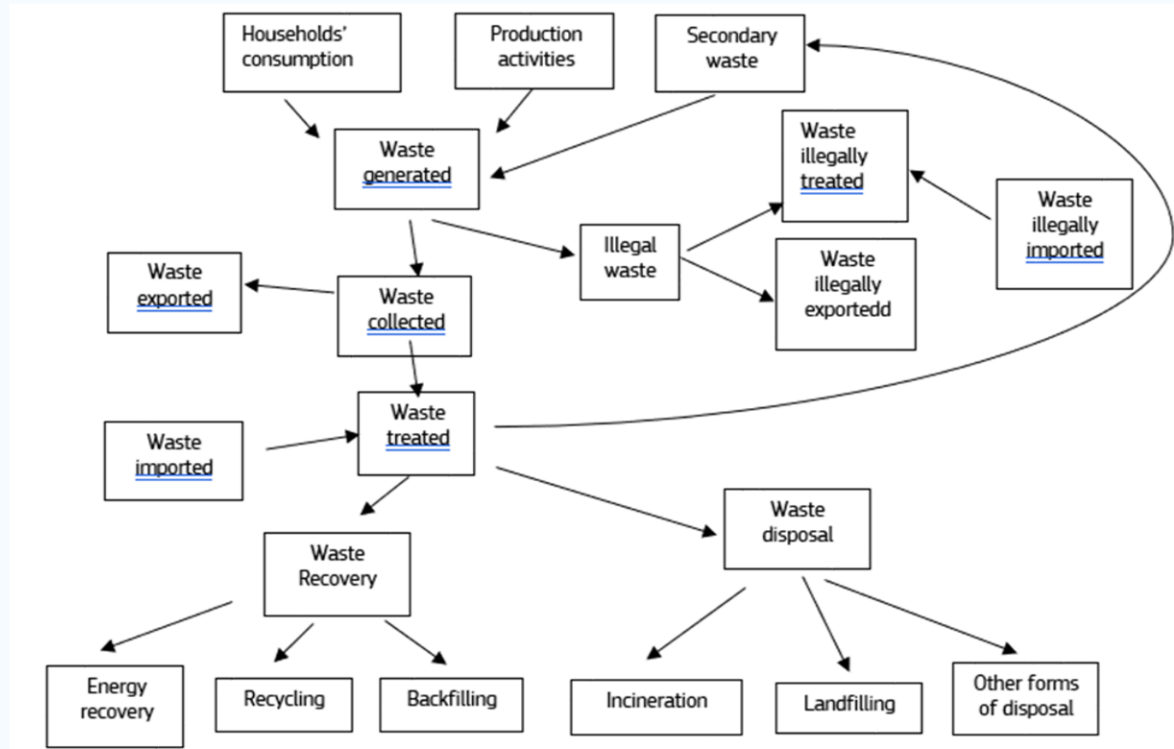 Households'
consumption
Production
activities
Secondary
waste
Waste
generated
Waste
illegally
treated
Waste
illegally
imported
Illegal
waste
Waste
illegally
exportedd
Waste
exported
Waste
collected
Waste
treated
Waste
imported
Waste
disposal
Waste
Recovery
Energy
recovery
Recycling
Backfilling
Incineration
Landfilling
Other forms
of disposal